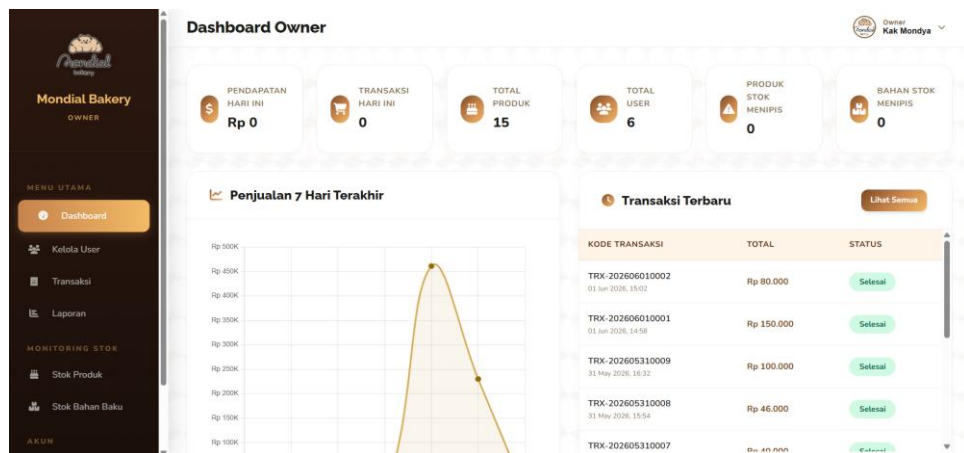 Mondial
bakery
Mondial Bakery
OWNER
MENU UTAMA
Dashboard
Kelola User
Transaksi
Laporan
MONITORING STOK
Stok Produk
Stok Bahan Baku
AKUN
Dashboard Owner
Owner
Kak Mondya
PENDAPATAN
HARI INI
Rp 0
TRANSAKSI
HARI INI
0
TOTAL
PRODUK
15
TOTAL
USER
6
PRODUK
STOK
MENIPIS
0
BAHAN STOK
MENIPIS
0
Penjualan 7 Hari Terakhir
Rp 500K
Rp 450K
Rp 400K
Rp 350K
Rp 300K
Rp 250K
Rp 200K
Rp 150K
Rp 100K
Transaksi Terbaru
Lihat Semua
KODE TRANSAKSI TOTAL STATUS
TRX-202606010002 Rp 80.000 Selesai
01 Jun 2026, 15:02
TRX-202606010001 Rp 150.000 Selesai
01 Jun 2026, 14:58
TRX-202605310009 Rp 100.000 Selesai
31 May 2026, 16:32
TRX-202605310008 Rp 46.000 Selesai
31 May 2026, 15:54
TRX-202605310007 Rp 40.000 Selesai